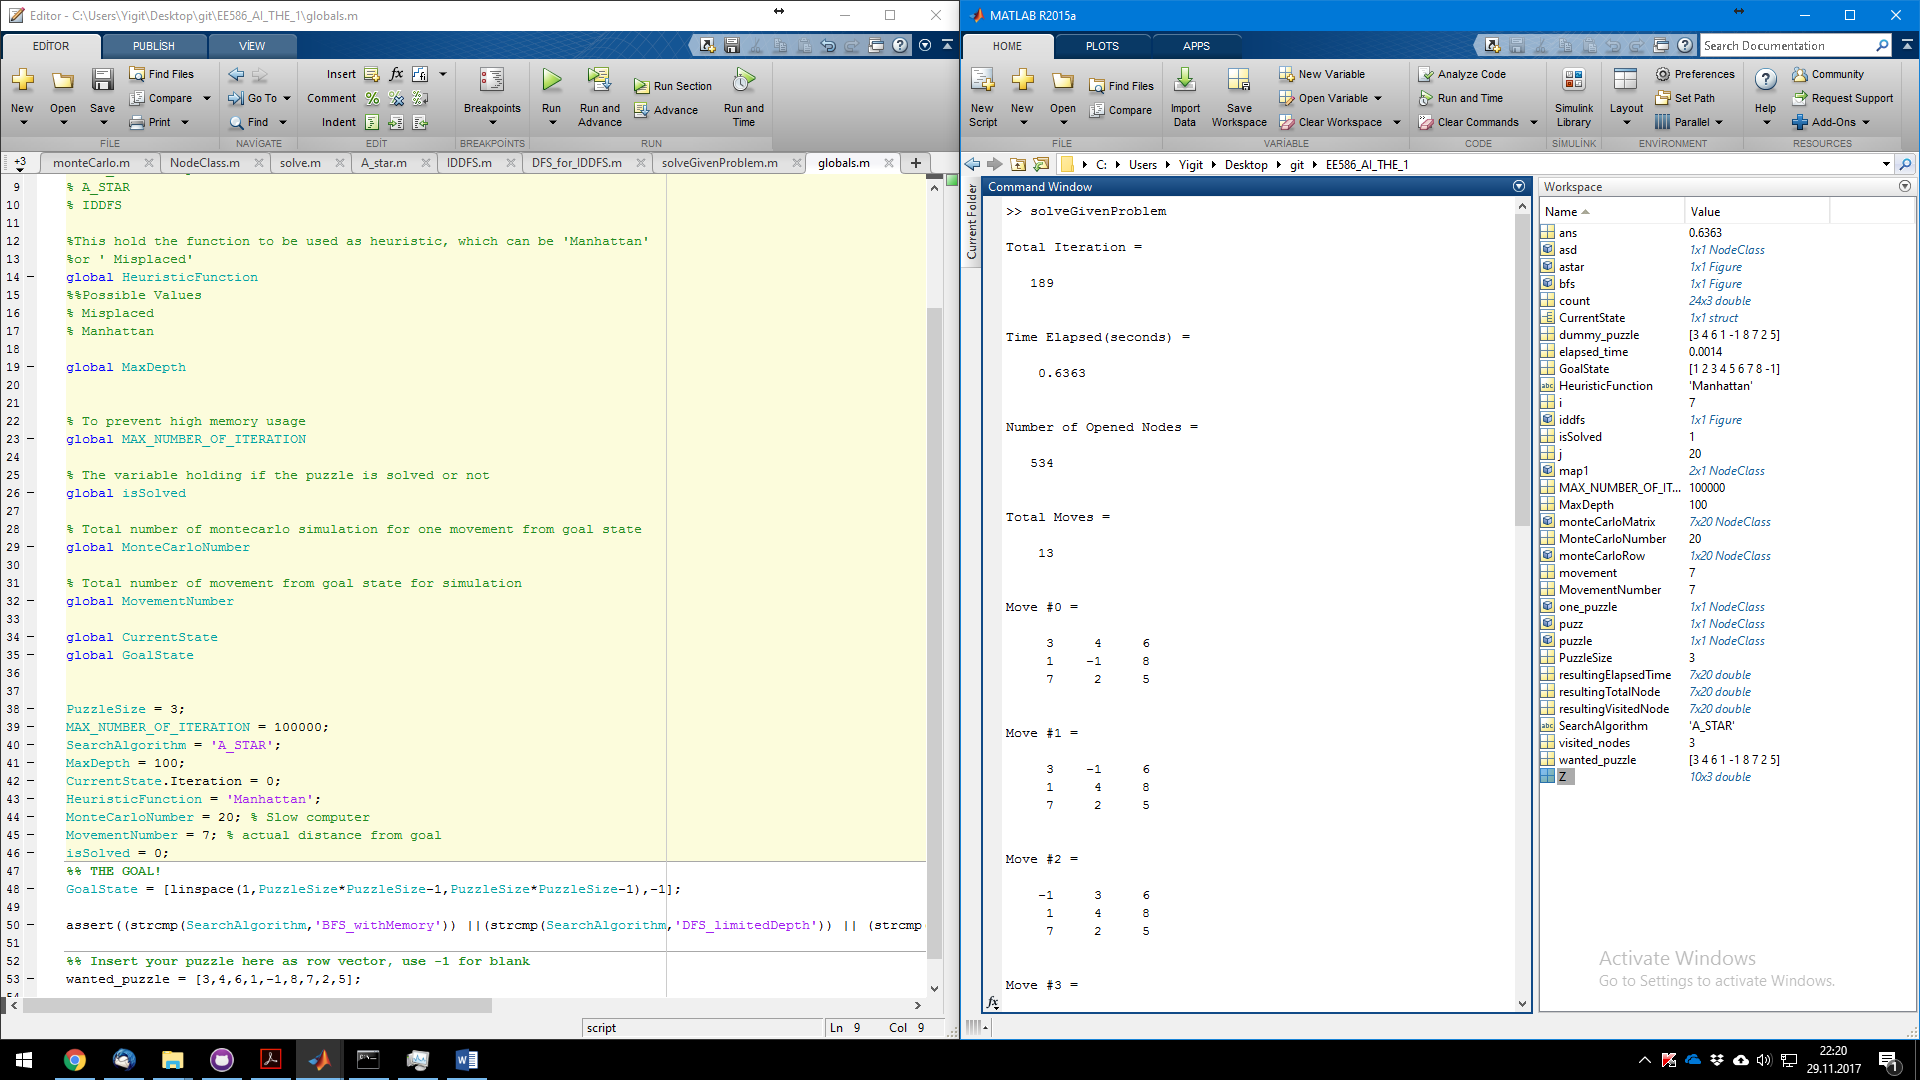 Editor - C:\Users\Yigit\Desktop\git\EE586_AI_THE_1\globals.m
EDİTOR PUBLİSH VİEW
New Open Save
Find Files
Compare
Print
Go To
Find
Insert
Comment
Indent
Breakpoints
Run
Run and Advance
Run Section
Advance
Run and Time
FİLE NAVİGATE EDİT BREAKPOINTS RUN
+3 monteCarlo.m NodeClass.m solve.m A_star.m IDDFS.m DFS_for_IDDFS.m solveGivenProblem.m globals.m
9 % A_STAR
10 % IDDFS
11
12 %This hold the function to be used as heuristic, which can be 'Manhattan'
13 %or ' Misplaced'
14 global HeuristicFunction
15 %%Possible Values
16 % Misplaced
17 % Manhattan
18
19 global MaxDepth
20
21
22 % To prevent high memory usage
23 global MAX_NUMBER_OF_ITERATION
24
25 % The variable holding if the puzzle is solved or not
26 global isSolved
27
28 % Total number of montecarlo simulation for one movement from goal state
29 global MonteCarloNumber
30
31 % Total number of movement from goal state for simulation
32 global MovementNumber
33
34 global CurrentState
35 global GoalState
36
37
38 PuzzleSize = 3;
39 MAX_NUMBER_OF_ITERATION = 100000;
40 SearchAlgorithm = 'A_STAR';
41 MaxDepth = 100;
42 CurrentState.Iteration = 0;
43 HeuristicFunction = 'Manhattan';
44 MonteCarloNumber = 20; % Slow computer
45 MovementNumber = 7; % actual distance from goal
46 isSolved = 0;
47 %% THE GOAL!
48 GoalState = [linspace(1,PuzzleSize*PuzzleSize-1,PuzzleSize*PuzzleSize-1),-1];
49
50 assert((strcmp(SearchAlgorithm,'BFS_withMemory')) ||(strcmp(SearchAlgorithm,'DFS_limitedDepth')) || (strcmp
51
52 %% Insert your puzzle here as row vector, use -1 for blank
53 wanted_puzzle = [3,4,6,1,-1,8,7,2,5];
script Ln 9 Col 9
MATLAB R2015a
HOME PLOTS APPS
Search Documentation
New Script
New
Open
Find Files
Compare
Import Data
Save Workspace
New Variable
Open Variable
Clear Workspace
Analyze Code
Run and Time
Clear Commands
Simulink Library
Layout
Preferences
Set Path
Parallel
Help
Community
Request Support
Add-Ons
FİLE VARİABLE CODE SİMULİNK ENVİRONMENT RESOURCES
C: Users Yigit Desktop git EE586_AI_THE_1
Current Folder
Command Window
>> solveGivenProblem
Total Iteration =
189
Time Elapsed(seconds) =
0.6363
Number of Opened Nodes =
534
Total Moves =
13
Move #0 =
3 4 6
1 -1 8
7 2 5
Move #1 =
3 -1 6
1 4 8
7 2 5
Move #2 =
-1 3 6
1 4 8
7 2 5
Move #3 =
fx
Workspace
Name Value
ans 0.6363
asd 1x1 NodeClass
astar 1x1 Figure
bfs 1x1 Figure
count 24x3 double
CurrentState 1x1 struct
dummy_puzzle [3 4 6 1 -1 8 7 2 5]
elapsed_time 0.0014
GoalState [1 2 3 4 5 6 7 8 -1]
HeuristicFunction 'Manhattan'
i 7
iddfs 1x1 Figure
isSolved 1
j 20
map1 2x1 NodeClass
MAX_NUMBER_OF_IT... 100000
MaxDepth 100
monteCarloMatrix 7x20 NodeClass
MonteCarloNumber 20
monteCarloRow 1x20 NodeClass
movement 7
MovementNumber 7
one_puzzle 1x1 NodeClass
puzz 1x1 NodeClass
puzzle 1x1 NodeClass
PuzzleSize 3
resultingElapsedTime 7x20 double
resultingTotalNode 7x20 double
resultingVisitedNode 7x20 double
SearchAlgorithm 'A_STAR'
visited_nodes 3
wanted_puzzle [3 4 6 1 -1 8 7 2 5]
Z 10x3 double
Activate Windows
Go to Settings to activate Windows.
22:20
29.11.2017
1